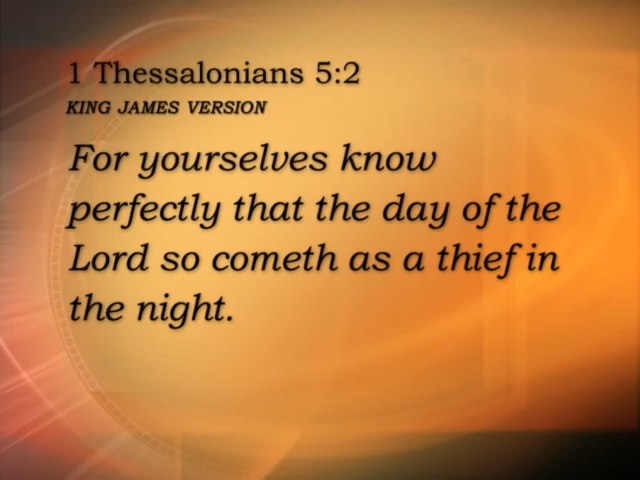 1 Thessalonians 5:2
KING JAMES VERSION
For yourselves know
perfectly that the day of the
Lord so cometh as a thief in
the night.